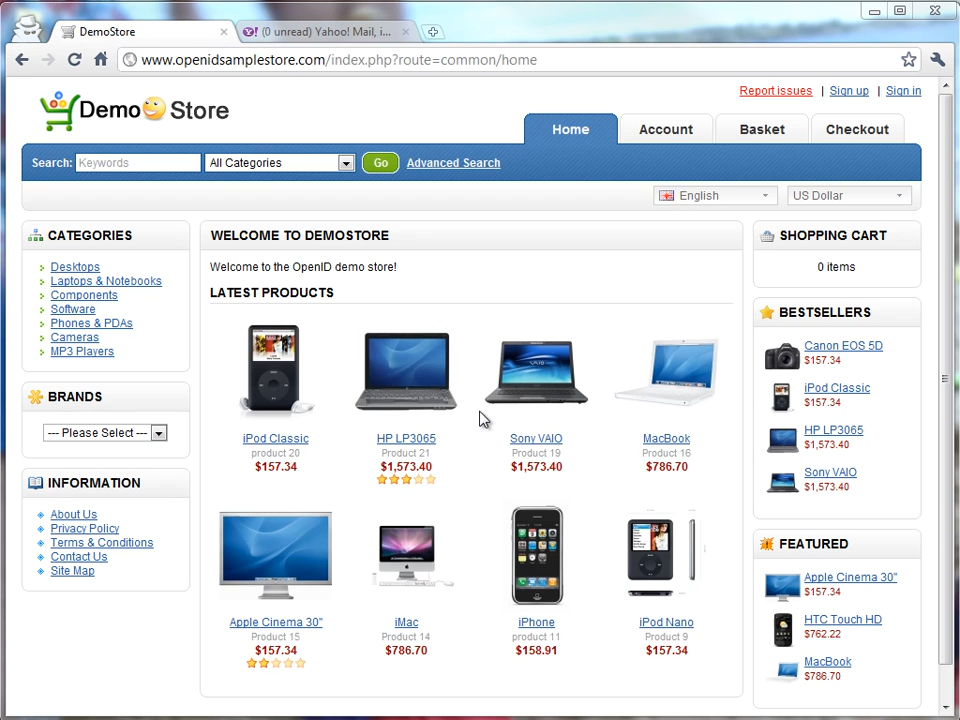 DemoStore
(0 unread) Yahoo! Mail, i...
www.openidsamplestore.com/index.php?route=common/home
Report issues | Sign up | Sign in
Demo Store
Home
Account
Basket
Checkout
Search:
Keywords
All Categories
Go
Advanced Search
English
US Dollar
CATEGORIES
Desktops
Laptops & Notebooks
Components
Software
Phones & PDAs
Cameras
MP3 Players
BRANDS
--- Please Select ---
INFORMATION
About Us
Privacy Policy
Terms & Conditions
Contact Us
Site Map
WELCOME TO DEMOSTORE
Welcome to the OpenID demo store!
LATEST PRODUCTS
VAIO
iPod Classic
product 20
$157.34
HP LP3065
Product 21
$1,573.40
Sony VAIO
Product 19
$1,573.40
MacBook
Product 16
$786.70
Apple Cinema 30"
Product 15
$157.34
iMac
Product 14
$786.70
iPhone
product 11
$158.91
iPod Nano
Product 9
$157.34
SHOPPING CART
0 items
BESTSELLERS
Canon EOS 5D
$157.34
iPod Classic
$157.34
HP LP3065
$1,573.40
Sony VAIO
$1,573.40
FEATURED
Apple Cinema 30"
$157.34
HTC Touch HD
$762.22
MacBook
$786.70